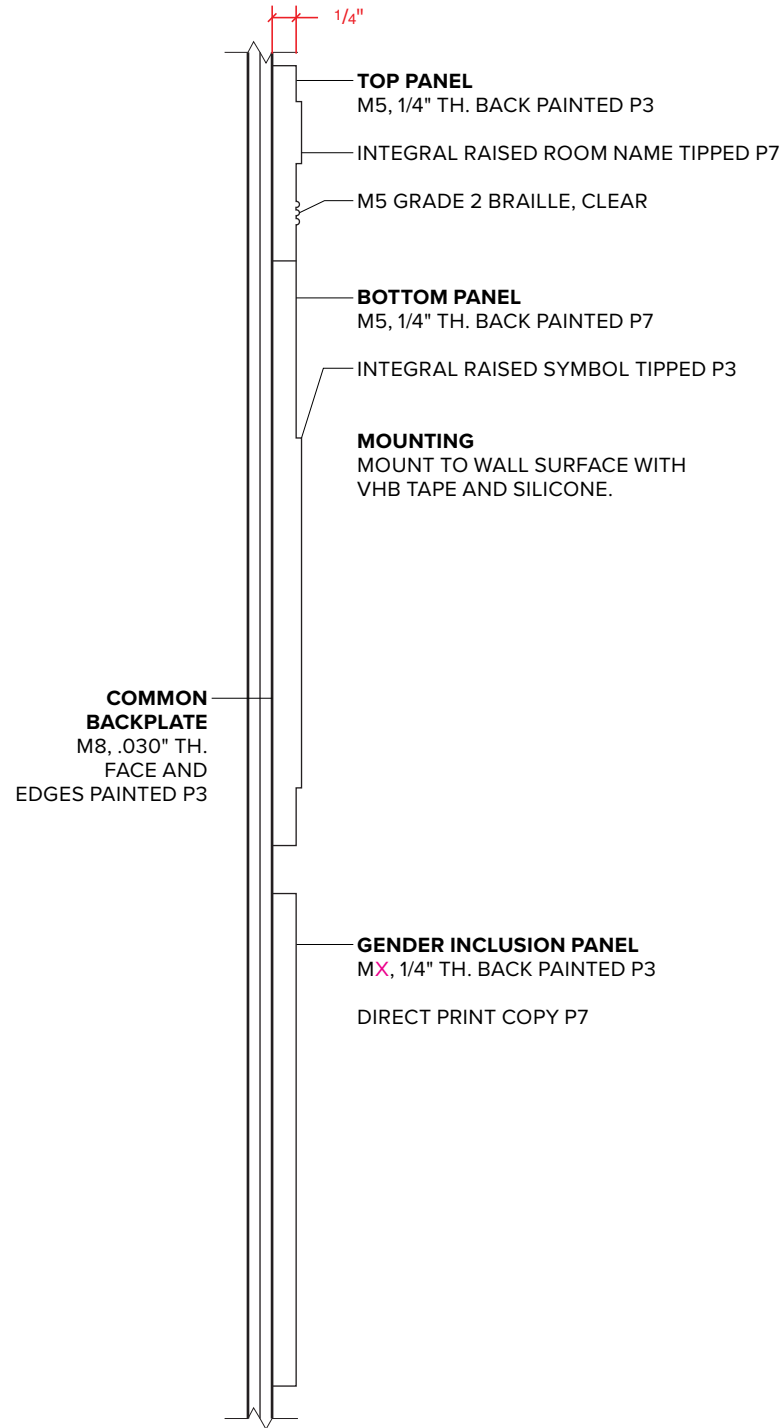 1/4"
TOP PANEL
M5, 1/4" TH. BACK PAINTED P3
INTEGRAL RAISED ROOM NAME TIPPED P7
M5 GRADE 2 BRAILLE, CLEAR
BOTTOM PANEL
M5, 1/4" TH. BACK PAINTED P7
INTEGRAL RAISED SYMBOL TIPPED P3
MOUNTING
MOUNT TO WALL SURFACE WITH
VHB TAPE AND SILICONE.
COMMON
BACKPLATE
M8, .030" TH.
FACE AND
EDGES PAINTED P3
GENDER INCLUSION PANEL
MX, 1/4" TH. BACK PAINTED P3
DIRECT PRINT COPY P7